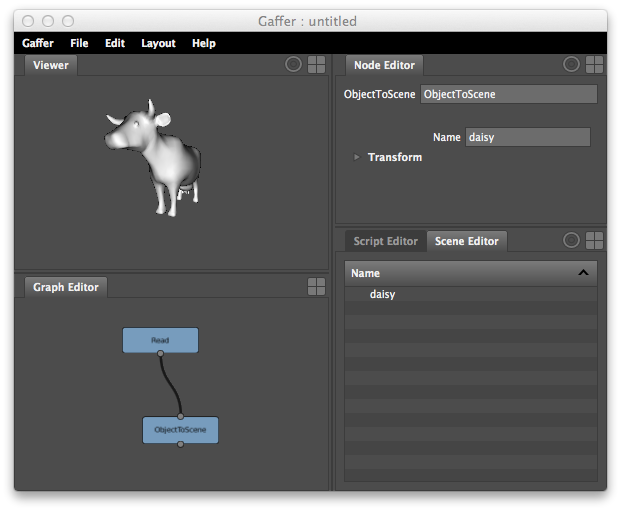 Gaffer : untitled
Gaffer File Edit Layout Help
Viewer
Node Editor
ObjectToScene ObjectToScene
Name daisy
Transform
Script Editor Scene Editor
Name
daisy
Graph Editor
Read
ObjectToScene